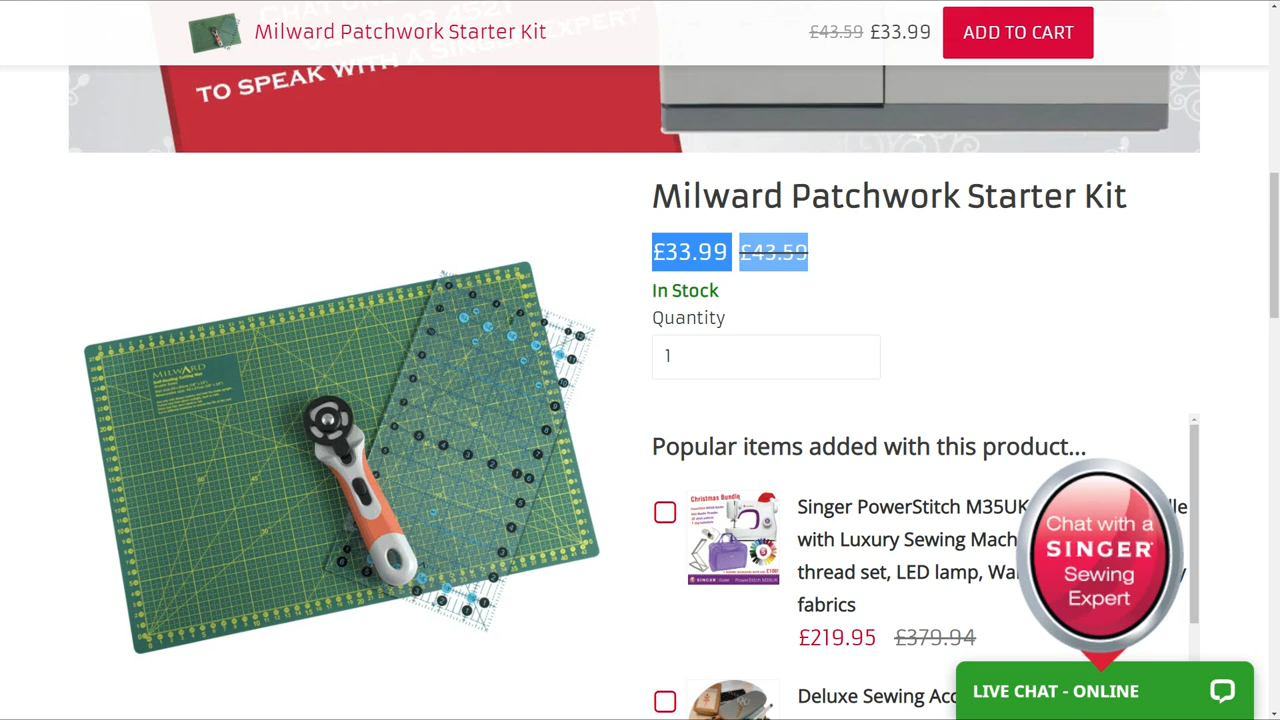 Milward Patchwork Starter Kit
£43.59 £33.99 ADD TO CART
TO SPEAK WITH A SINGER EXPERT
Milward Patchwork Starter Kit
£33.99 £43.59
In Stock
Quantity
1
MILWARD
Popular items added with this product...
Christmas Bundle
Singer PowerStitch M35UK
with Luxury Sewing Mach
thread set, LED lamp, Wa
fabrics
£219.95 £379.94
Deluxe Sewing Acc
Chat with a
SINGER
Sewing
Expert
LIVE CHAT - ONLINE